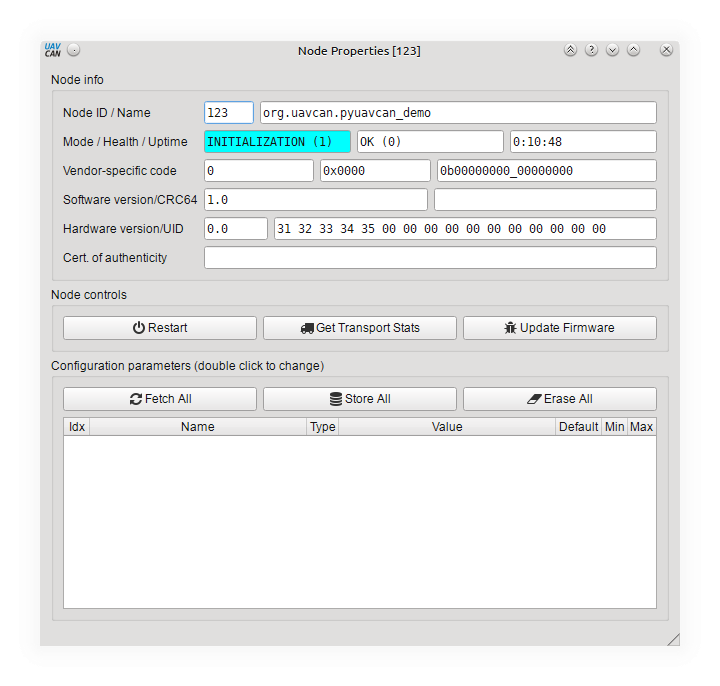 UAV CAN Node Properties [123]
Node info
Node ID / Name 123 org.uavcan.pyuavcan_demo
Mode / Health / Uptime INITIALIZATION (1) OK (0) 0:10:48
Vendor-specific code 0 0x0000 0b00000000_00000000
Software version/CRC64 1.0
Hardware version/UID 0.0 31 32 33 34 35 00 00 00 00 00 00 00 00 00 00 00
Cert. of authenticity
Node controls
Restart Get Transport Stats Update Firmware
Configuration parameters (double click to change)
Fetch All Store All Erase All
Idx Name Type Value Default Min Max